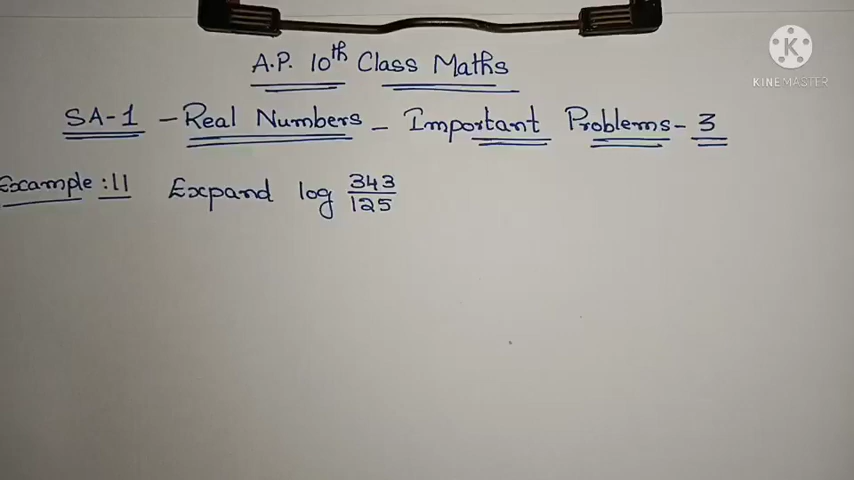 A.P. 10th Class Maths
KINEMASTER
SA-1 - Real Numbers - Important Problems - 3
Example : 11 Expand log 343/125